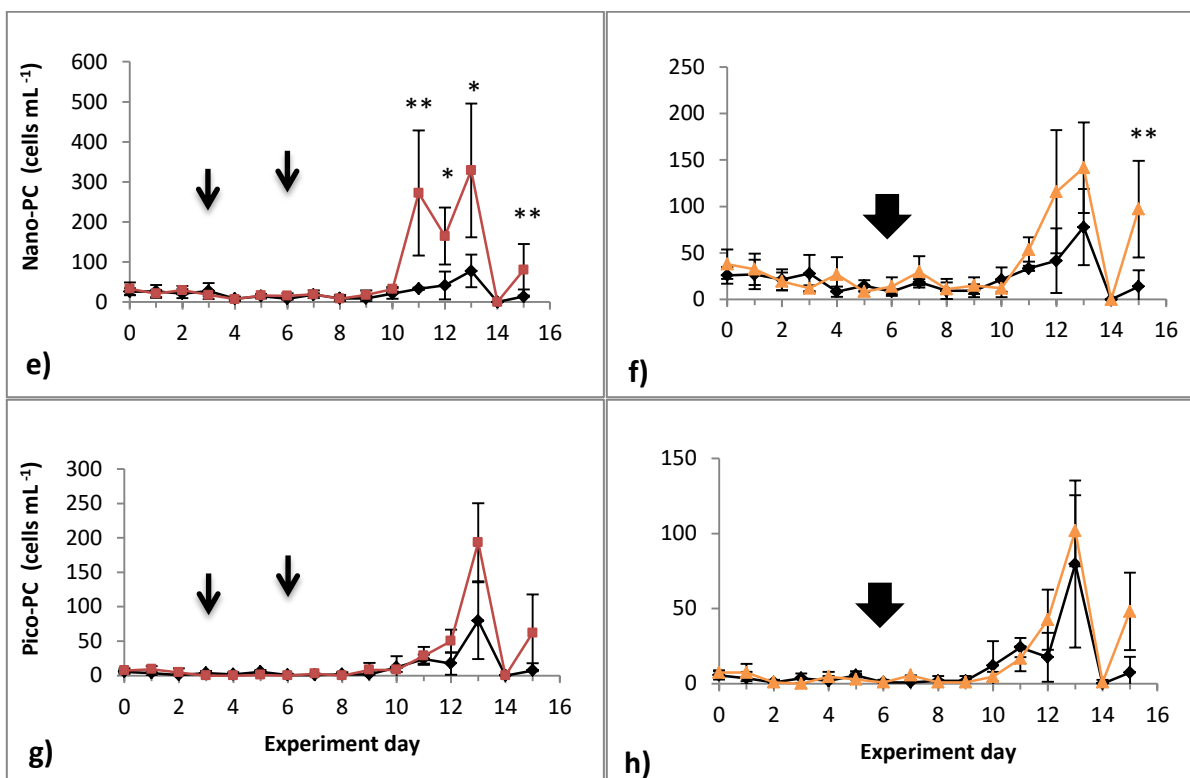 Nano-PC (cells mL -1)
600
500
400
300
200
100
0
** * * **
0 2 4 6 8 10 12 14 16
e)
250
200
150
100
50
0
**
0 2 4 6 8 10 12 14 16
f)
Pico-PC (cells mL -1)
300
250
200
150
100
50
0
0 2 4 6 8 10 12 14 16
Experiment day
g)
150
100
50
0
0 2 4 6 8 10 12 14 16
Experiment day
h)